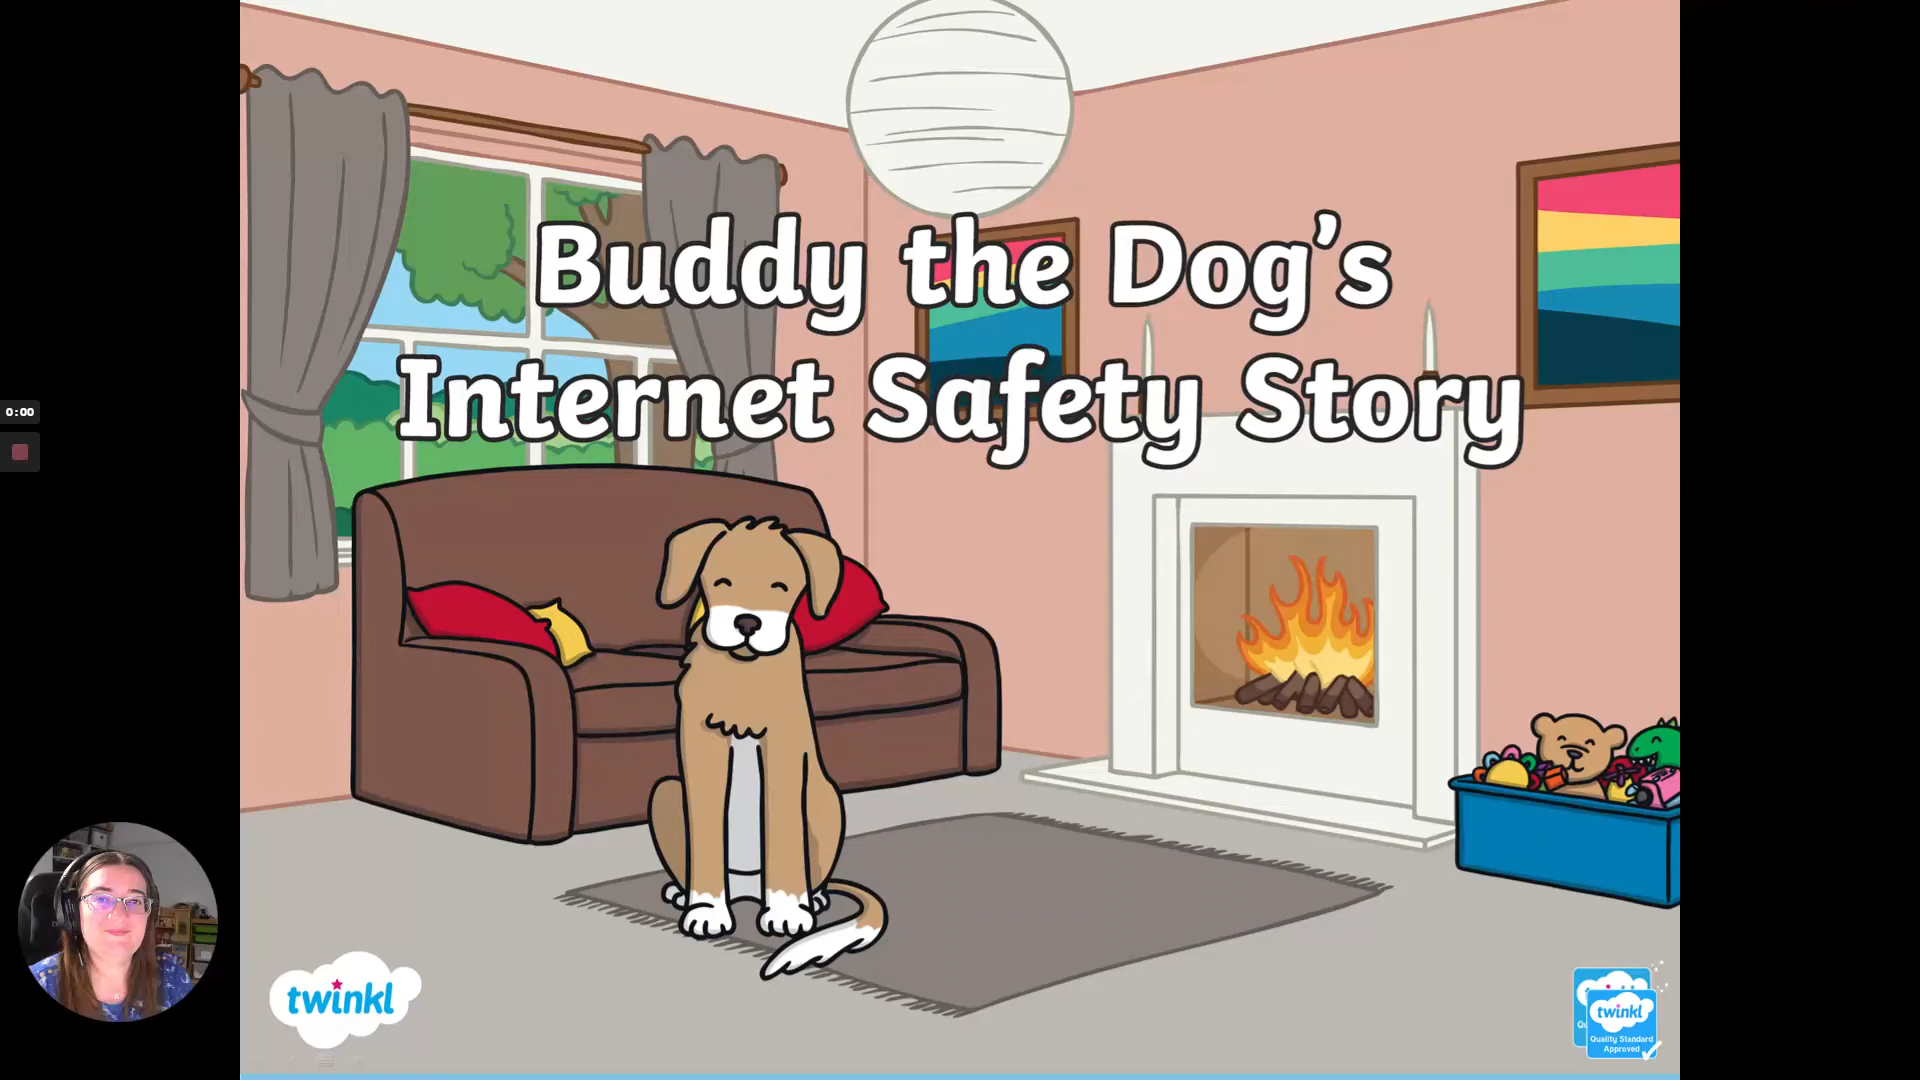 Buddy the Dog's
Internet Safety Story
0:00
twinkl
twinkl
Quality Standard
Approved